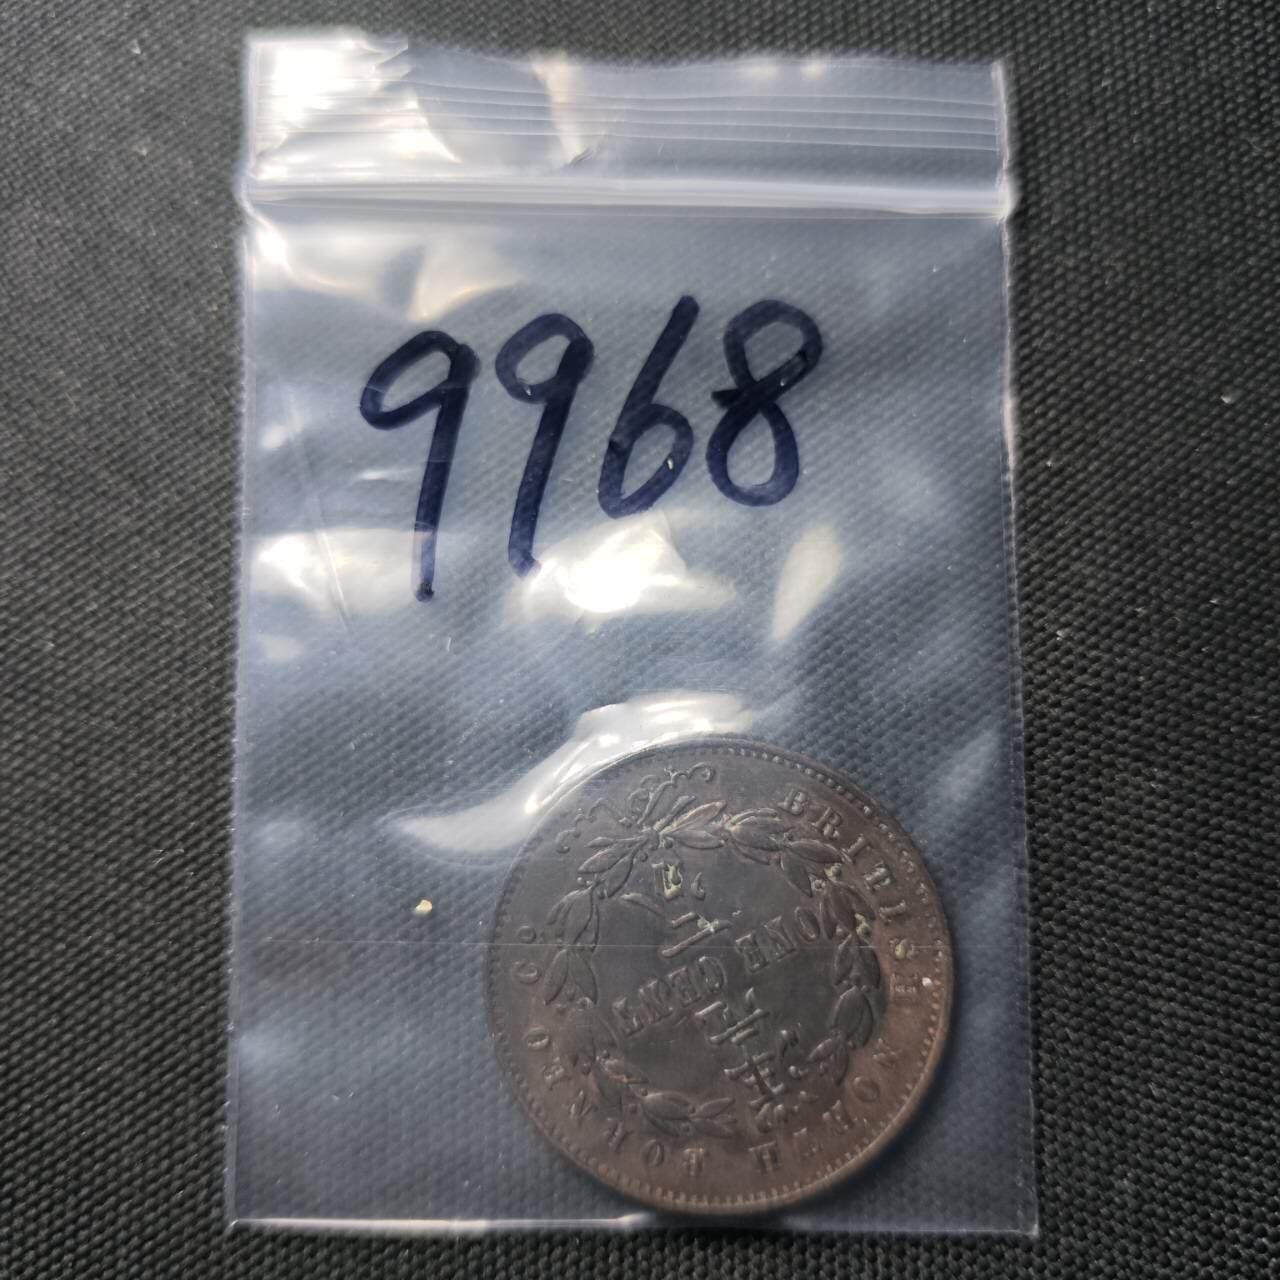 9968
BRITISH NORTH BORNEO Co.
ONE CENT